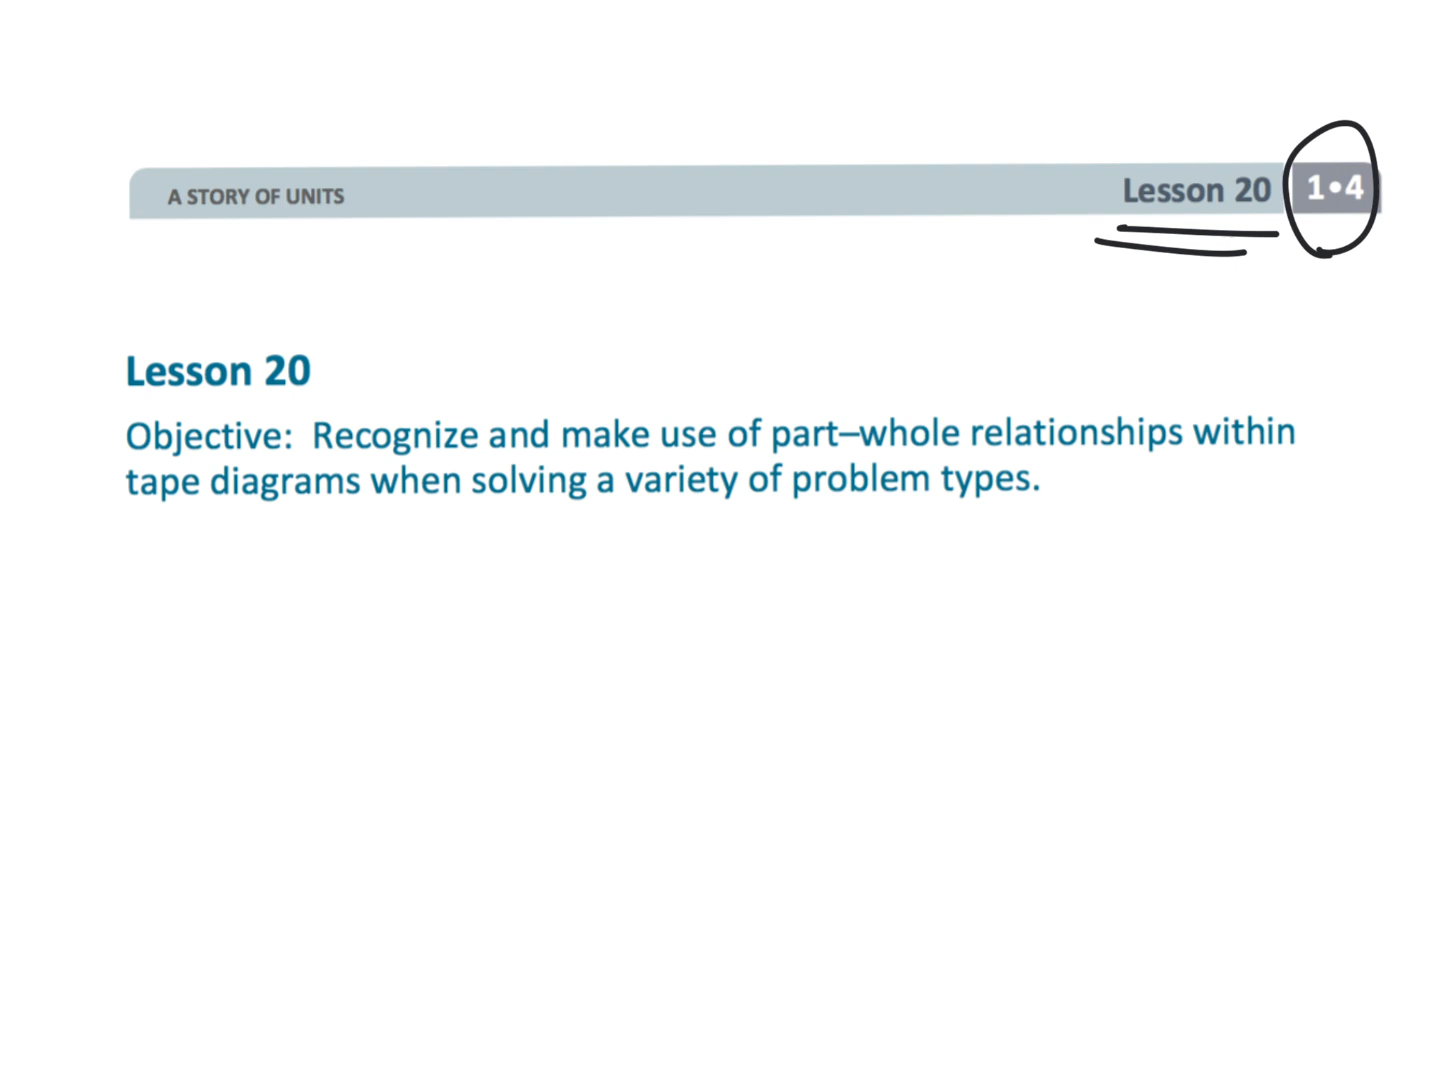 A STORY OF UNITS
Lesson 20 1•4
Lesson 20
Objective:  Recognize and make use of part–whole relationships within
tape diagrams when solving a variety of problem types.